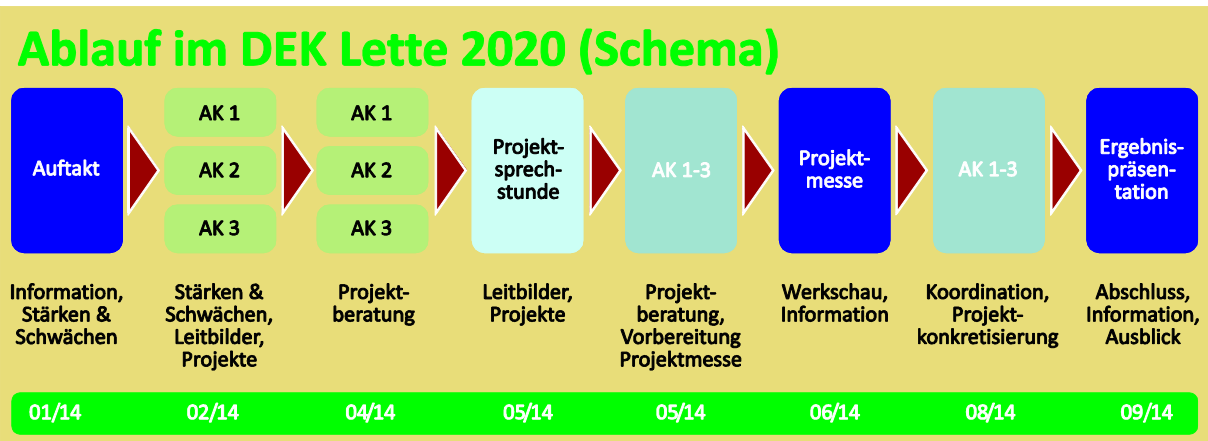 Ablauf im DEK Lette 2020 (Schema)
Auftakt
AK 1
AK 2
AK 3
AK 1
AK 2
AK 3
Projekt-
sprech-
stunde
AK 1-3
Projekt-
messe
AK 1-3
Ergebnis-
präsen-
tation
Information,
Stärken &
Schwächen
Stärken &
Schwächen,
Leitbilder,
Projekte
Projekt-
beratung
Leitbilder,
Projekte
Projekt-
beratung,
Vorbereitung
Projektmesse
Werkschau,
Information
Koordination,
Projekt-
konkretisierung
Abschluss,
Information,
Ausblick
01/14
02/14
04/14
05/14
05/14
06/14
08/14
09/14